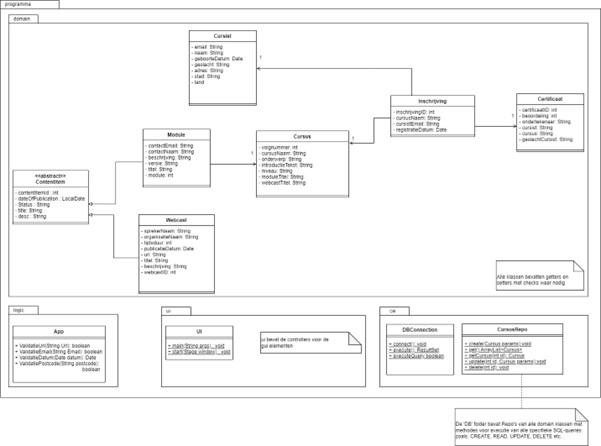 programma
domain
Cursist
- email: String
- naam: String
- geboorteDatum: Date
- geslacht: String
- adres: String
- stad: String
- land
1
Inschrijving
- inschrijvingID: int
- cursusNaam: String
- cursistEmail: String
- registratieDatum: Date
Certificaat
- certificaatID: int
- beoordeling: int
- ondertekenaar: String
- cursist: String
- cursus: String
- geslachtCursist: String
1
Module
- contactEmail: String
- contactNaam: String
- beschrijving: String
- versie: String
- titel: String
- module: int
1
Cursus
- volgnummer: int
- cursusNaam: String
- onderwerp: String
- introductieTekst: String
- niveau: String
- moduleTitel: String
- webcastTitel: String
1
<<abstract>>
ContentItem
- contentItemId: int
- dateOfPublication: LocalDate
- Status: String
- title: String
- desc: String
Webcast
- sprekerNaam: String
- organisatieNaam: String
- tijdsduur: int
- publicatieDatum: Date
- url: String
- titel: String
- beschrijving: String
- webcastID: int
Alle klassen bevatten getters en
setters met checks waar nodig
logic
App
+ ValidatieUrl(String Url): boolean
+ ValidatieEmail(String Email): boolean
+ ValidatieDatum(Date datum): Date
+ ValidatiePostcode(String postcode):
boolean
ui
UI
+ main(String args): void
+ start(Stage window): void
ui bevat de controllers voor de
gui elementen
DB
DBConnection
+ connect(): void
+ execute(): ResultSet
+ executeQuery: boolean
CursusRepo
+ create(Cursus params):void
+ get():ArrayList<Cursus>
+ getCursus(int id): Cursus
+ update(int id, Cursus params):void
+ delete(int id): void
De 'DB' folder bevat Repo's van alle domain klassen met
methodes voor executie van alle specifieke SQL-queries
zoals: CREATE, READ, UPDATE, DELETE etc.